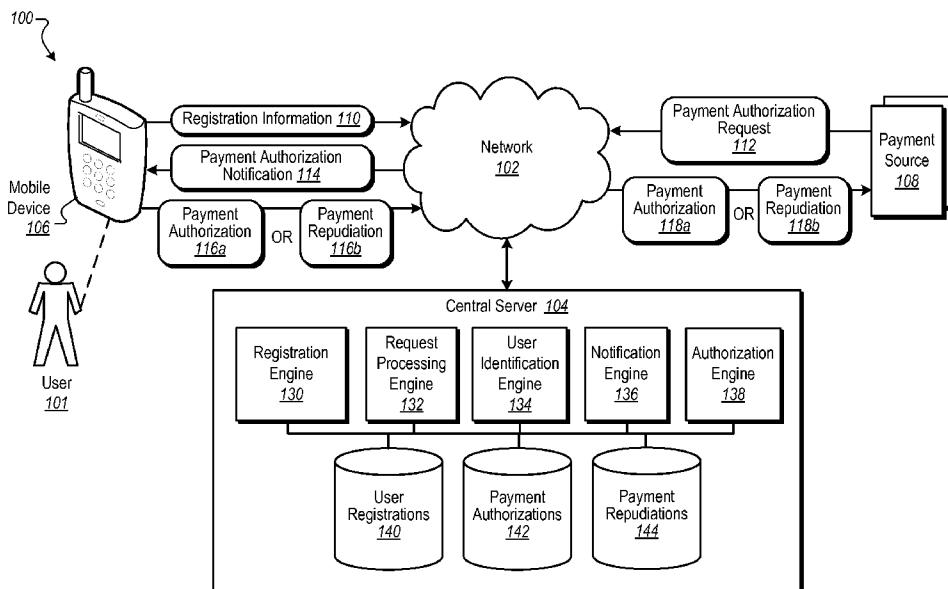 100
Registration Information 110
Payment Authorization
Notification 114
Mobile
Device
106
Payment
Authorization
116a
OR
Payment
Repudiation
116b
User
101
Network
102
Payment Authorization
Request
112
Payment
Source
108
Payment
Authorization
118a
OR
Payment
Repudiation
118b
Central Server 104
Registration
Engine
130
Request
Processing
Engine
132
User
Identification
Engine
134
Notification
Engine
136
Authorization
Engine
138
User
Registrations
140
Payment
Authorizations
142
Payment
Repudiations
144